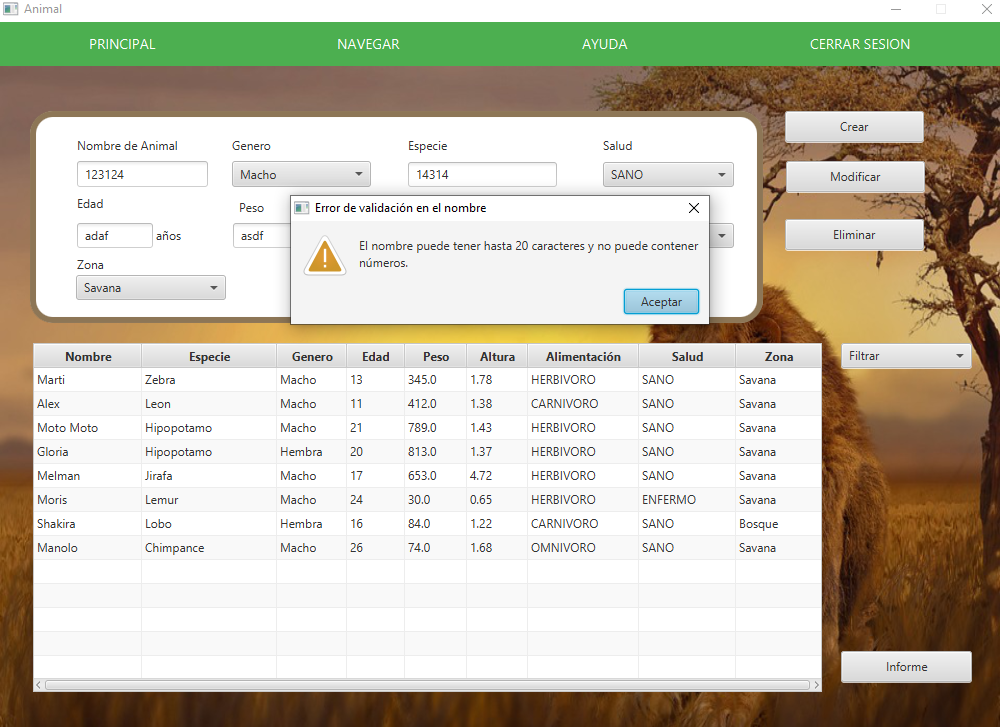 Animal
PRINCIPAL NAVEGAR AYUDA CERRAR SESION
Nombre de Animal Genero Especie Salud
123124 Macho 14314 SANO
Edad Peso
adaf años asdf
Zona
Savana
Crear
Modificar
Eliminar
Error de validación en el nombre
El nombre puede tener hasta 20 caracteres y no puede contener
números.
Aceptar
Filtrar
Nombre Especie Genero Edad Peso Altura Alimentación Salud Zona
Marti Zebra Macho 13 345.0 1.78 HERBIVORO SANO Savana
Alex Leon Macho 11 412.0 1.38 CARNIVORO SANO Savana
Moto Moto Hipopotamo Macho 21 789.0 1.43 HERBIVORO SANO Savana
Gloria Hipopotamo Hembra 20 813.0 1.37 HERBIVORO SANO Savana
Melman Jirafa Macho 17 653.0 4.72 HERBIVORO SANO Savana
Moris Lemur Macho 24 30.0 0.65 HERBIVORO ENFERMO Savana
Shakira Lobo Hembra 16 84.0 1.22 CARNIVORO SANO Bosque
Manolo Chimpance Macho 26 74.0 1.68 OMNIVORO SANO Savana
Informe